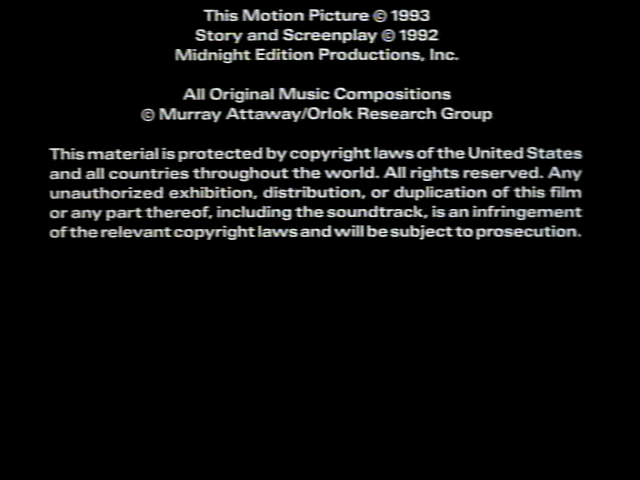 This Motion Picture © 1993
Story and Screenplay © 1992
Midnight Edition Productions, Inc.
All Original Music Compositions
© Murray Attaway/Orlok Research Group
This material is protected by copyright laws of the United States
and all countries throughout the world. All rights reserved. Any
unauthorized exhibition, distribution, or duplication of this film
or any part thereof, including the soundtrack, is an infringement
of the relevant copyright laws and will be subject to prosecution.